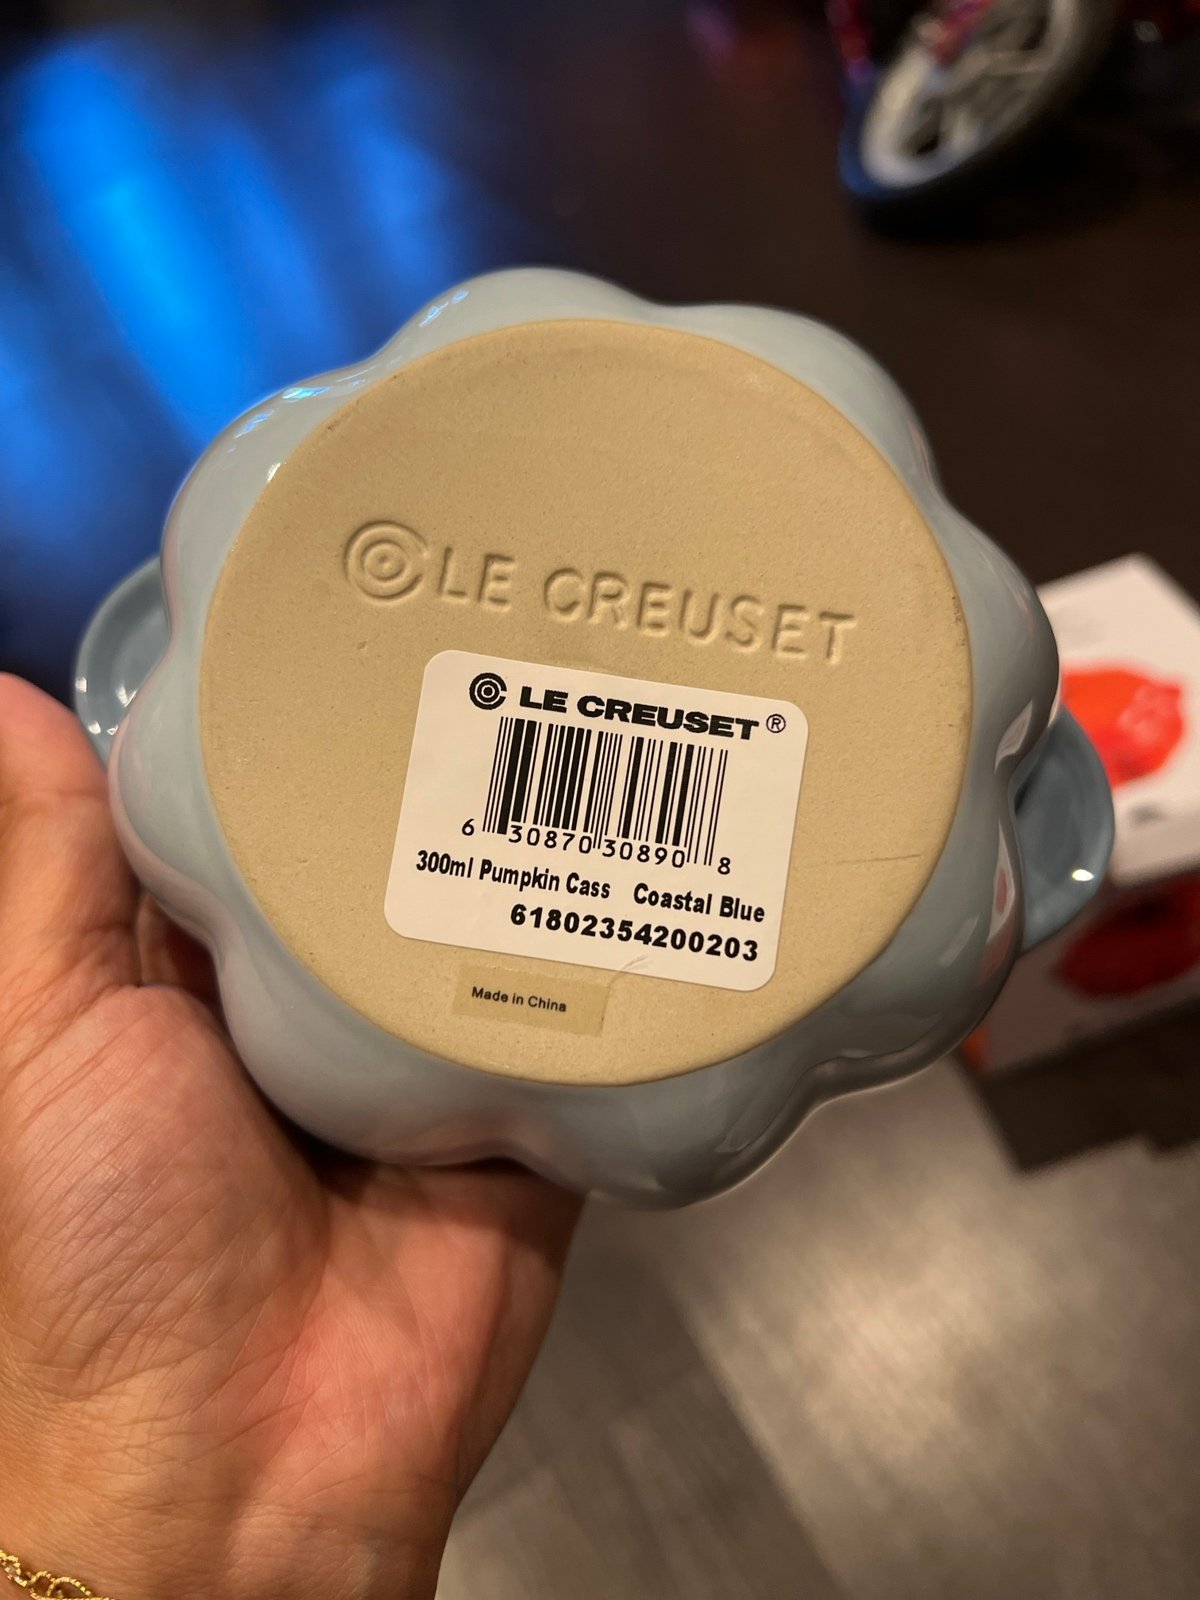 LE CREUSET
LE CREUSET®
6 30870 30890 8
300ml Pumpkin Cass Coastal Blue
61802354200203
Made in China